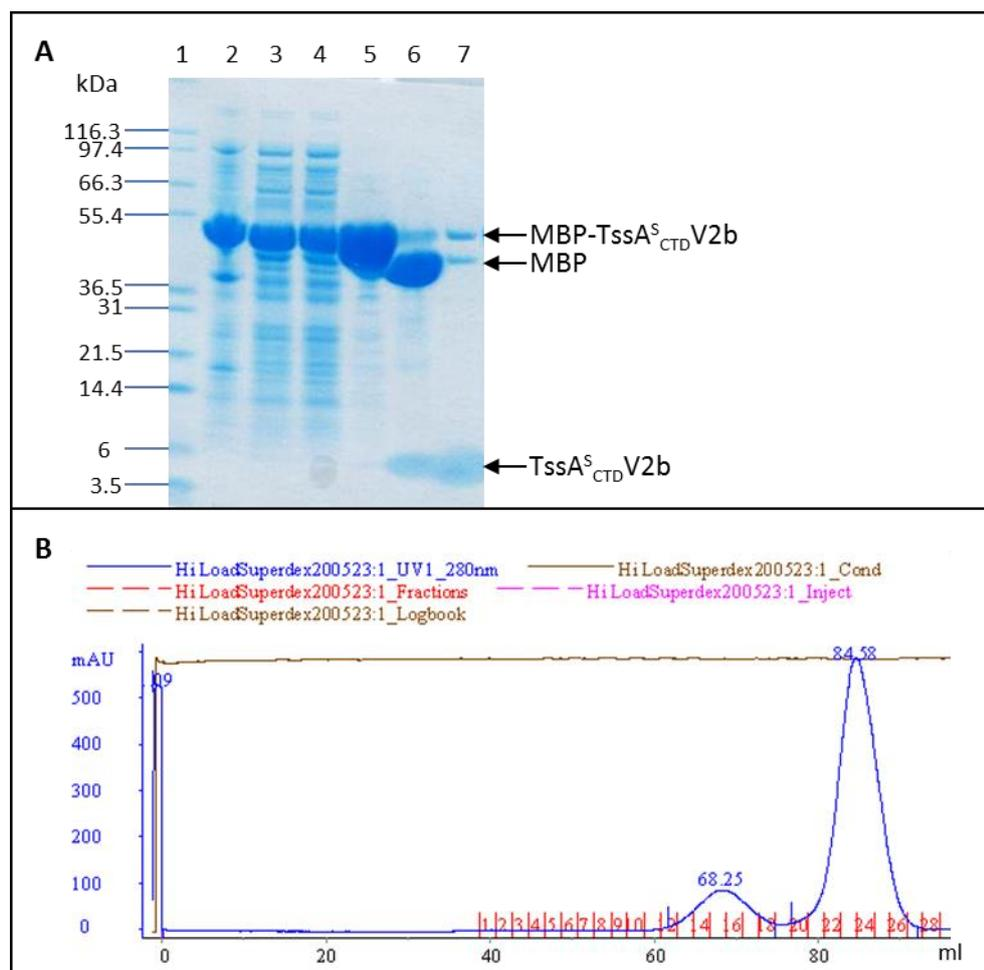 A
1 2 3 4 5 6 7
kDa
116.3
97.4
66.3
55.4
36.5
31
21.5
14.4
6
3.5
MBP-TssAˢCTDV2b
MBP
TssAˢCTDV2b
B
HiLoadSuperdex200523:1_UV1_280nm
HiLoadSuperdex200523:1_Cond
HiLoadSuperdex200523:1_Fractions
HiLoadSuperdex200523:1_Inject
HiLoadSuperdex200523:1_Logbook
mAU
84.58
500
400
300
200
100
0
68.25
1 2 3 4 5 6 7 8 9 10 12 14 16 18 20 22 24 26 28
0 20 40 60 80 ml